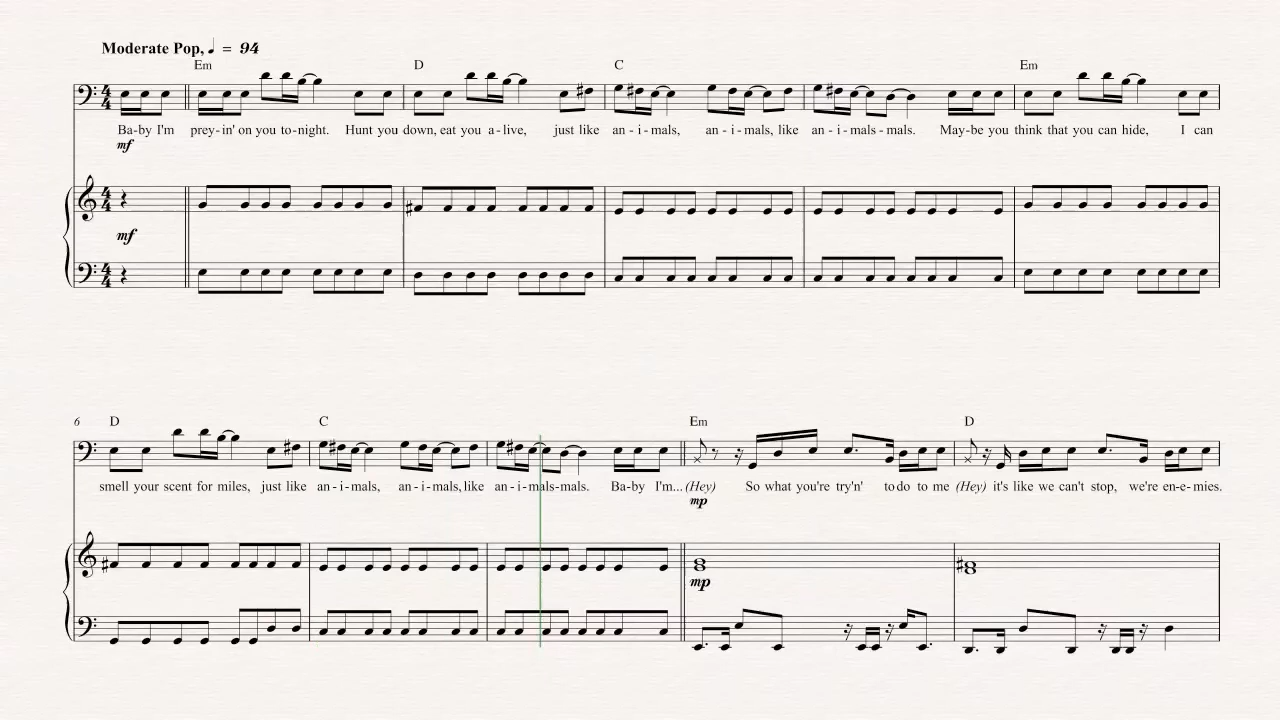 Moderate Pop, ♩ = 94
Em D C Em
Ba-by I'm prey-in' on you to-night. Hunt you down, eat you a-live, just like an-i-mals, an-i-mals, like an-i-mals-mals. May-be you think that you can hide, I can
mf
mf
6 D C Em D
smell your scent for miles, just like an-i-mals, an-i-mals, like an-i-mals-mals. Ba-by I'm... (Hey) So what you're try'n' to do to me (Hey) it's like we can't stop, we're en-e-mies.
mp
mp